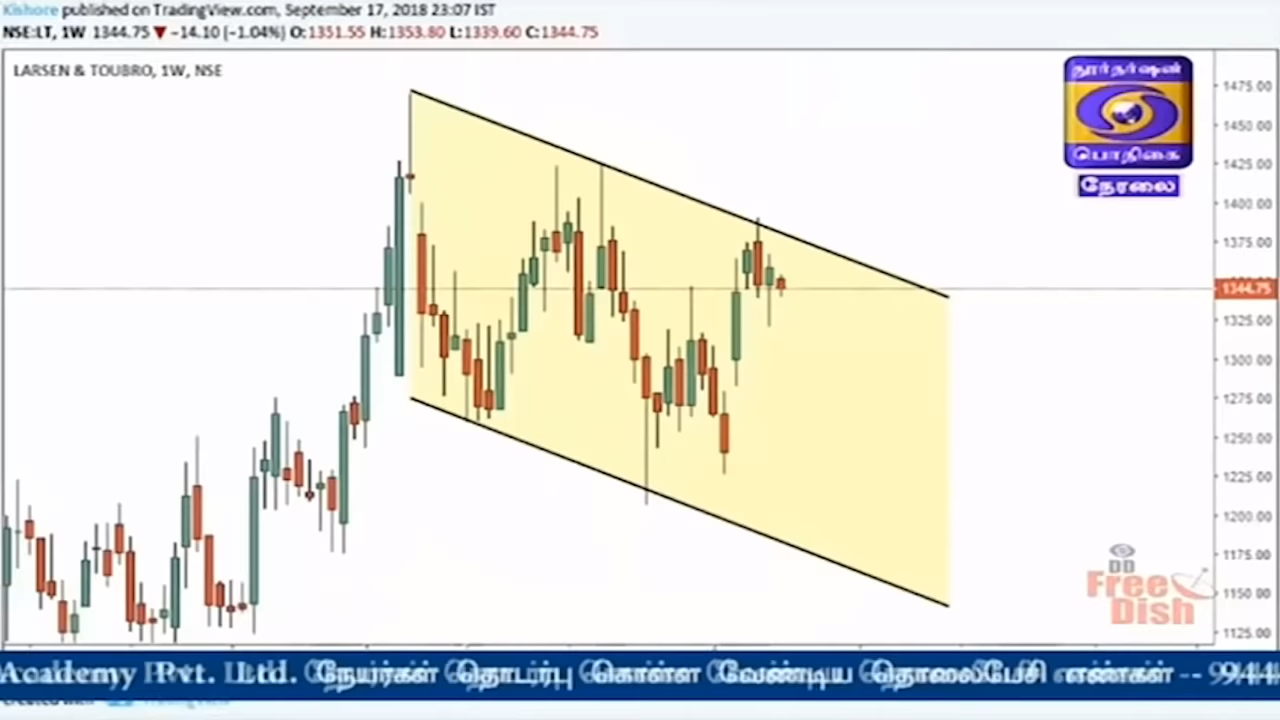 Kishore published on TradingView.com, September 17, 2018 23:07 IST
NSE:LT, 1W 1344.75 ▼ −14.10 (−1.04%) O:1351.55 H:1353.80 L:1339.60 C:1344.75
LARSEN & TOUBRO, 1W, NSE
தூர்தர்ஷன்
பொதிகை
நேரலை
1475.00
1450.00
1425.00
1400.00
1375.00
1344.75
1325.00
1300.00
1275.00
1250.00
1225.00
1200.00
1175.00
1150.00
1125.00
DD
Free
Dish
Academy Pvt. Ltd. நேயர்கள் தொடர்பு கொள்ள வேண்டிய தொலைபேசி எண்கள் --